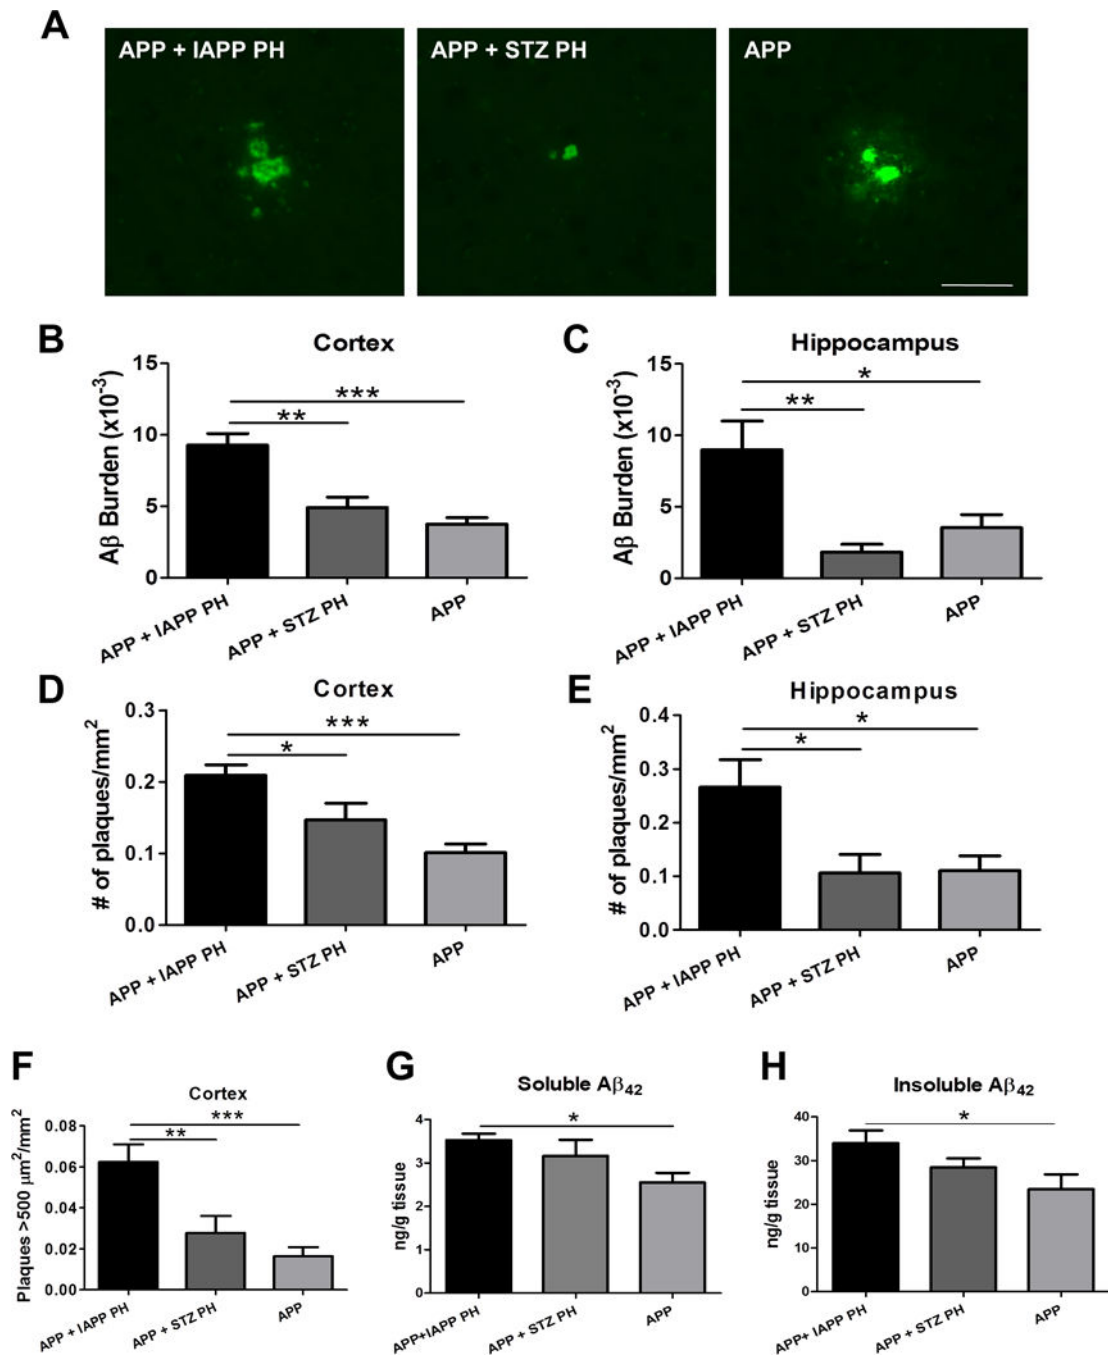 A
APP + IAPP PH
APP + STZ PH
APP
B
Cortex
Aβ Burden (x10⁻³)
15
10
5
0
***
**
APP + IAPP PH
APP + STZ PH
APP
C
Hippocampus
Aβ Burden (x10⁻³)
15
10
5
0
*
**
APP + IAPP PH
APP + STZ PH
APP
D
Cortex
# of plaques/mm²
0.3
0.2
0.1
0.0
***
*
APP + IAPP PH
APP + STZ PH
APP
E
Hippocampus
# of plaques/mm²
0.4
0.3
0.2
0.1
0.0
*
*
APP + IAPP PH
APP + STZ PH
APP
F
Cortex
Plaques >500 µm²/mm²
0.08
0.06
0.04
0.02
0.00
***
**
APP + IAPP PH
APP + STZ PH
APP
G
Soluble Aβ₄₂
ng/g tissue
4
3
2
1
0
*
APP+IAPP PH
APP + STZ PH
APP
H
Insoluble Aβ₄₂
ng/g tissue
40
30
20
10
0
*
APP+ IAPP PH
APP + STZ PH
APP